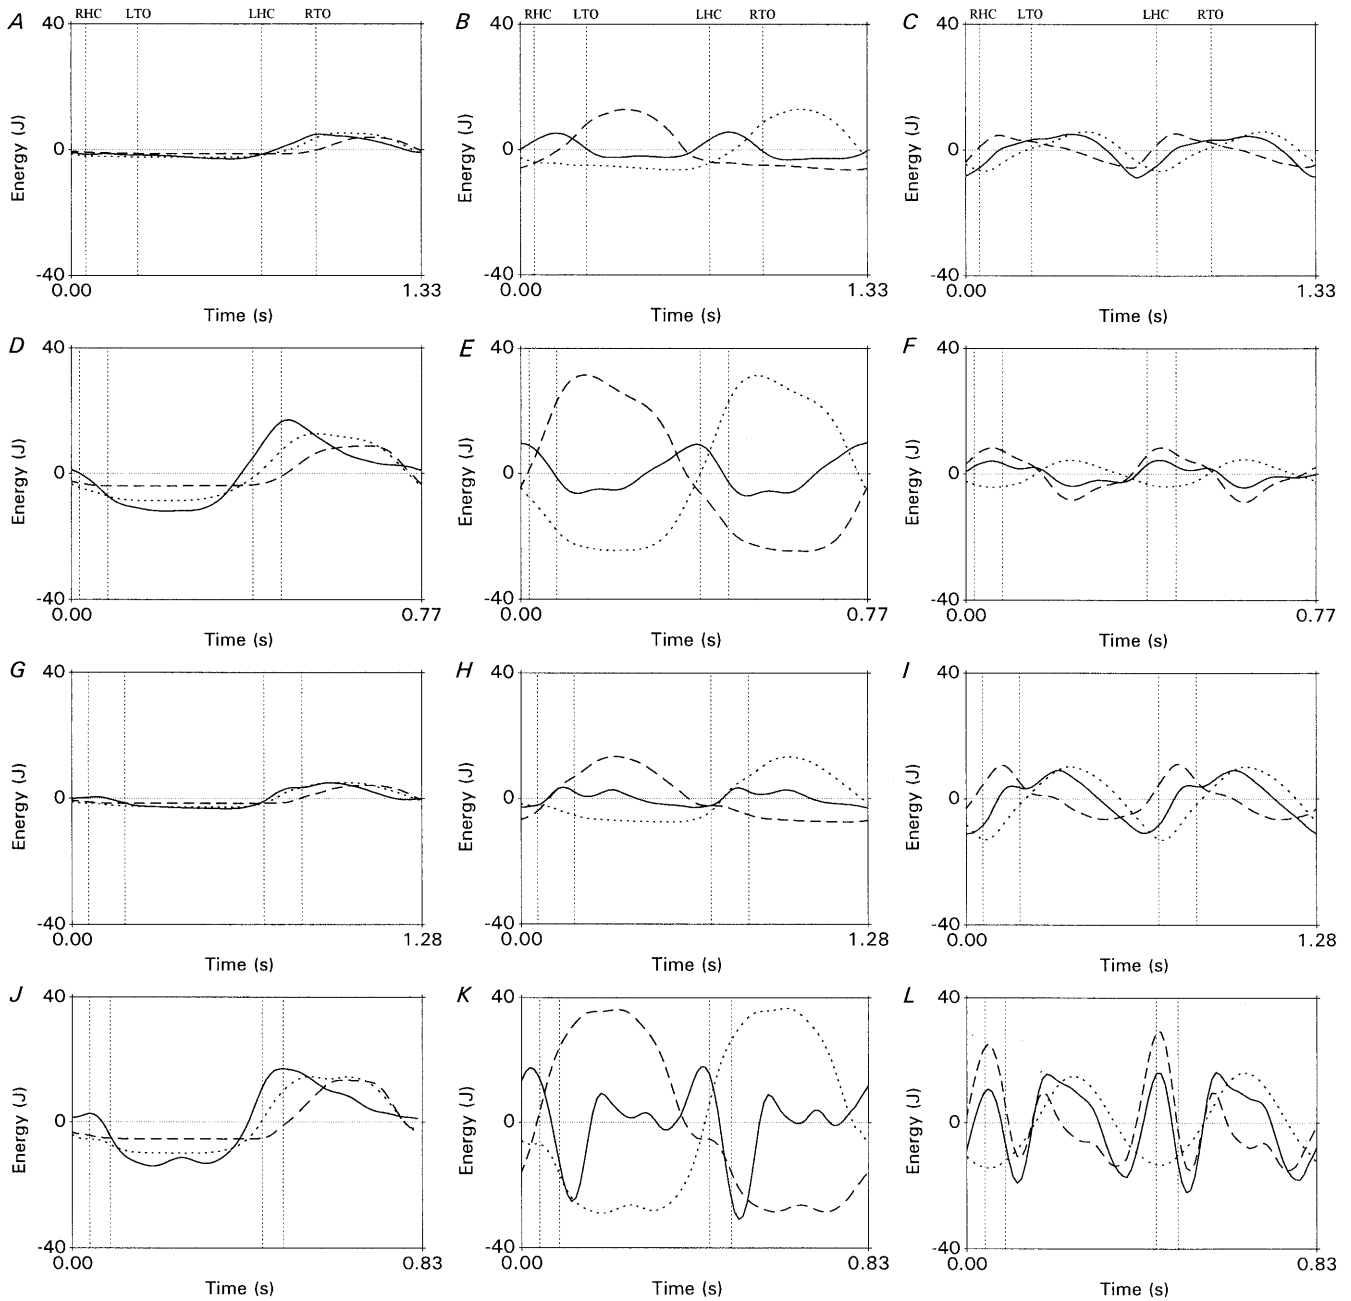 A RHC LTO LHC RTO B RHC LTO LHC RTO C RHC LTO LHC RTO
40 40 40
Energy (J) Energy (J) Energy (J)
0 0 0
-40 -40 -40
0.00 1.33 0.00 1.33 0.00 1.33
Time (s) Time (s) Time (s)
D E F
40 40 40
Energy (J) Energy (J) Energy (J)
0 0 0
-40 -40 -40
0.00 0.77 0.00 0.77 0.00 0.77
Time (s) Time (s) Time (s)
G H I
40 40 40
Energy (J) Energy (J) Energy (J)
0 0 0
-40 -40 -40
0.00 1.28 0.00 1.28 0.00 1.28
Time (s) Time (s) Time (s)
J K L
40 40 40
Energy (J) Energy (J) Energy (J)
0 0 0
-40 -40 -40
0.00 0.83 0.00 0.83 0.00 0.83
Time (s) Time (s) Time (s)